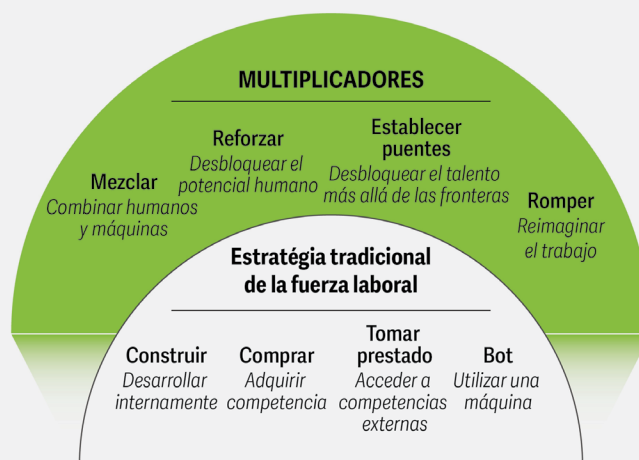 MULTIPLICADORES
Mezclar
Combinar humanos
y máquinas
Reforzar
Desbloquear el
potencial humano
Establecer
puentes
Desbloquear el talento
más allá de las fronteras
Romper
Reimaginar
el trabajo
Estratégia tradicional
de la fuerza laboral
Construir
Desarrollar
internamente
Comprar
Adquirir
competencia
Tomar
prestado
Acceder a
competencias
externas
Bot
Utilizar una
máquina